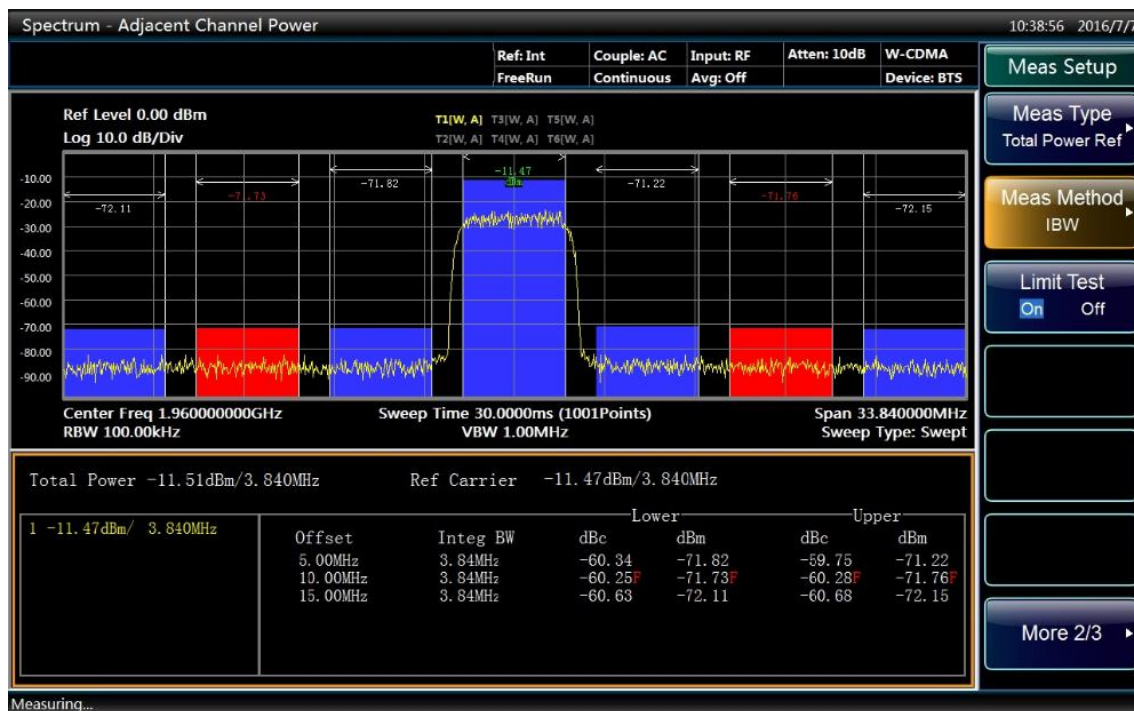 Spectrum - Adjacent Channel Power
10:38:56 2016/7/7
Ref: Int Couple: AC Input: RF Atten: 10dB W-CDMA
FreeRun Continuous Avg: Off Device: BTS
Meas Setup
Ref Level 0.00 dBm
Log 10.0 dB/Div
T1[W, A] T3[W, A] T5[W, A]
T2[W, A] T4[W, A] T6[W, A]
Meas Type
Total Power Ref
-11.47
dBm
-10.00
-71.73 -71.82 -71.22 -71.76
-20.00
-72.11 -72.15
-30.00
-40.00
-50.00
-60.00
-70.00
-80.00
-90.00
Meas Method
IBW
Limit Test
On Off
Center Freq 1.960000000GHz Sweep Time 30.0000ms (1001Points) Span 33.840000MHz
RBW 100.00kHz VBW 1.00MHz Sweep Type: Swept
Total Power -11.51dBm/3.840MHz Ref Carrier -11.47dBm/3.840MHz
1 -11.47dBm/ 3.840MHz
Lower Upper
Offset Integ BW dBc dBm dBc dBm
5.00MHz 3.84MHz -60.34 -71.82 -59.75 -71.22
10.00MHz 3.84MHz -60.25F -71.73F -60.28F -71.76F
15.00MHz 3.84MHz -60.63 -72.11 -60.68 -72.15
More 2/3
Measuring...